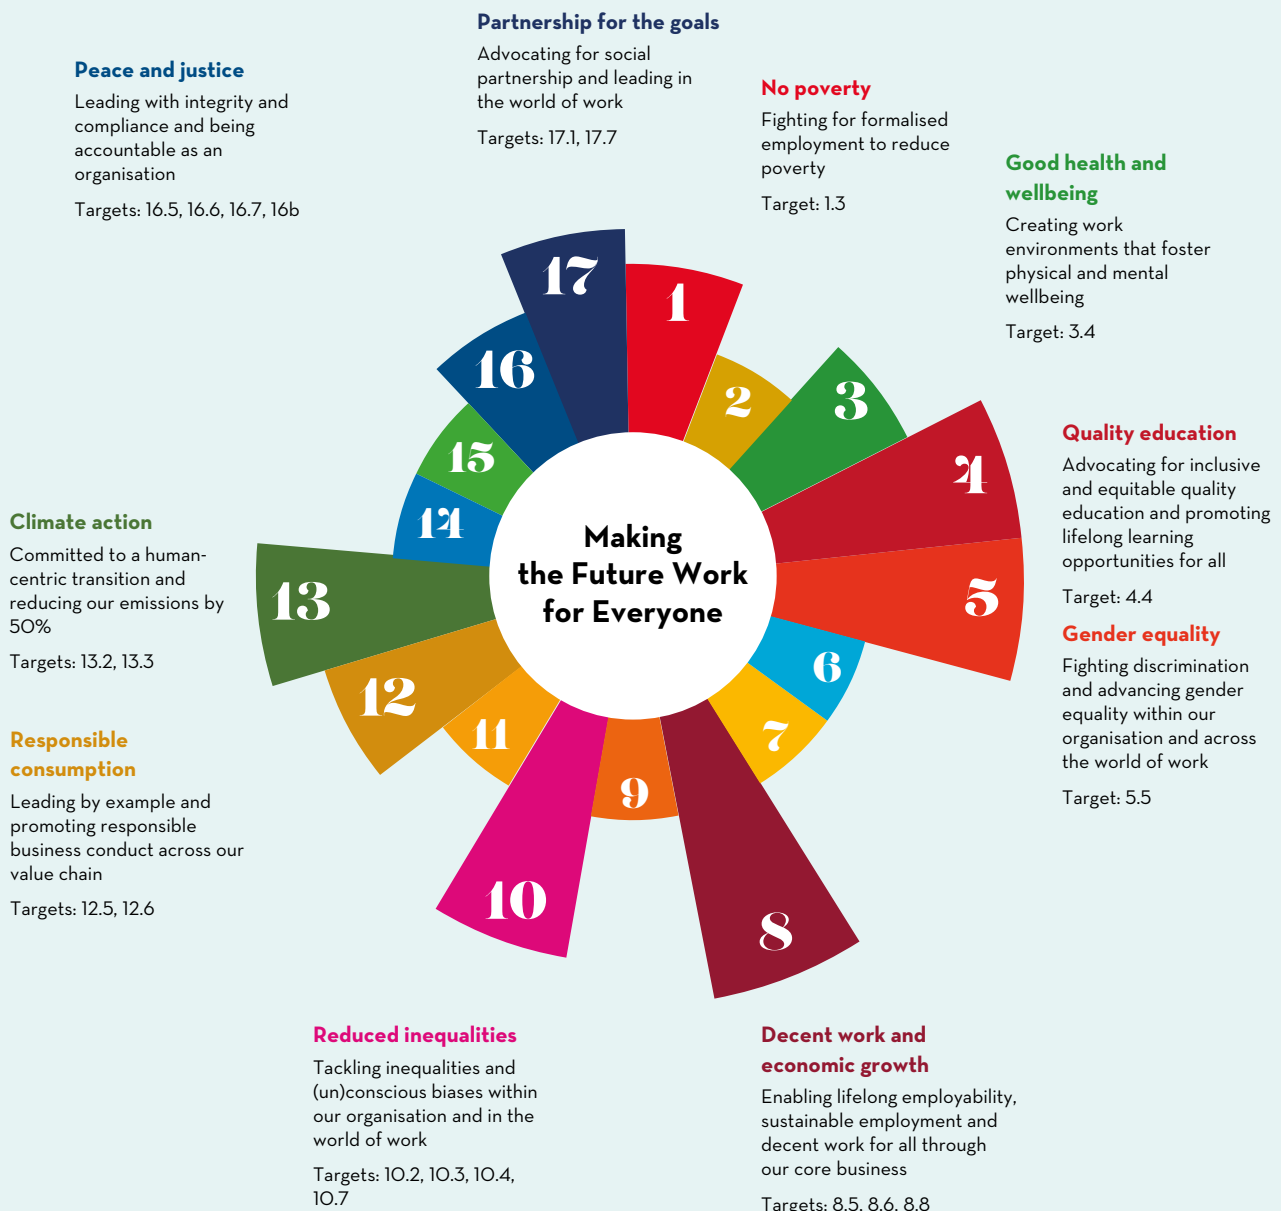 Partnership for the goals
Advocating for social
partnership and leading in
the world of work
Targets: 17.1, 17.7
Peace and justice
Leading with integrity and
compliance and being
accountable as an
organisation
Targets: 16.5, 16.6, 16.7, 16b
No poverty
Fighting for formalised
employment to reduce
poverty
Target: 1.3
Good health and
wellbeing
Creating work
environments that foster
physical and mental
wellbeing
Target: 3.4
Quality education
Advocating for inclusive
and equitable quality
education and promoting
lifelong learning
opportunities for all
Target: 4.4
Gender equality
Fighting discrimination
and advancing gender
equality within our
organisation and across
the world of work
Target: 5.5
Climate action
Committed to a human-
centric transition and
reducing our emissions by
50%
Targets: 13.2, 13.3
Responsible
consumption
Leading by example and
promoting responsible
business conduct across our
value chain
Targets: 12.5, 12.6
17
1
2
3
4
5
6
7
8
9
10
11
12
13
14
15
16
Making
the Future Work
for Everyone
Reduced inequalities
Tackling inequalities and
(un)conscious biases within
our organisation and in the
world of work
Targets: 10.2, 10.3, 10.4,
10.7
Decent work and
economic growth
Enabling lifelong employability,
sustainable employment and
decent work for all through
our core business
Targets: 8.5, 8.6, 8.8